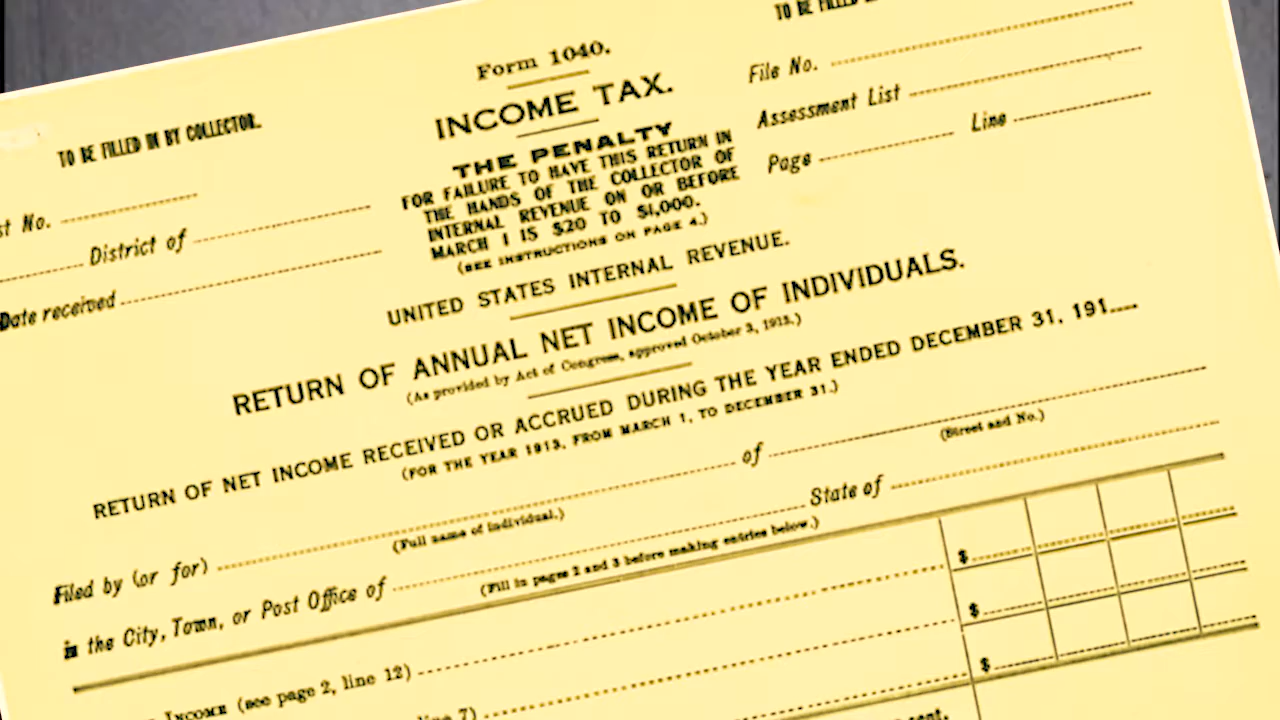 Form 1040.
INCOME TAX.
THE PENALTY
FOR FAILURE TO HAVE THIS RETURN IN
THE HANDS OF THE COLLECTOR OF
INTERNAL REVENUE ON OR BEFORE
MARCH 1 IS $20 TO $1,000.
(SEE INSTRUCTIONS ON PAGE 4.)
TO BE FILLED IN BY COLLECTOR.
No.
District of
Date received
TO BE FILLED
File No.
Assessment List
Page Line
UNITED STATES INTERNAL REVENUE.
RETURN OF ANNUAL NET INCOME OF INDIVIDUALS.
(As provided by Act of Congress, approved October 3, 1913.)
RETURN OF NET INCOME RECEIVED OR ACCRUED DURING THE YEAR ENDED DECEMBER 31, 191
(FOR THE YEAR 1913, FROM MARCH 1, TO DECEMBER 31.)
Filed by (or for) of
(Full name of individual.) (Street and No.)
in the City, Town, or Post Office of State of
(Fill in pages 2 and 3 before making entries below.)
INCOME (see page 2, line 12) $
line 7) $
$
cent.